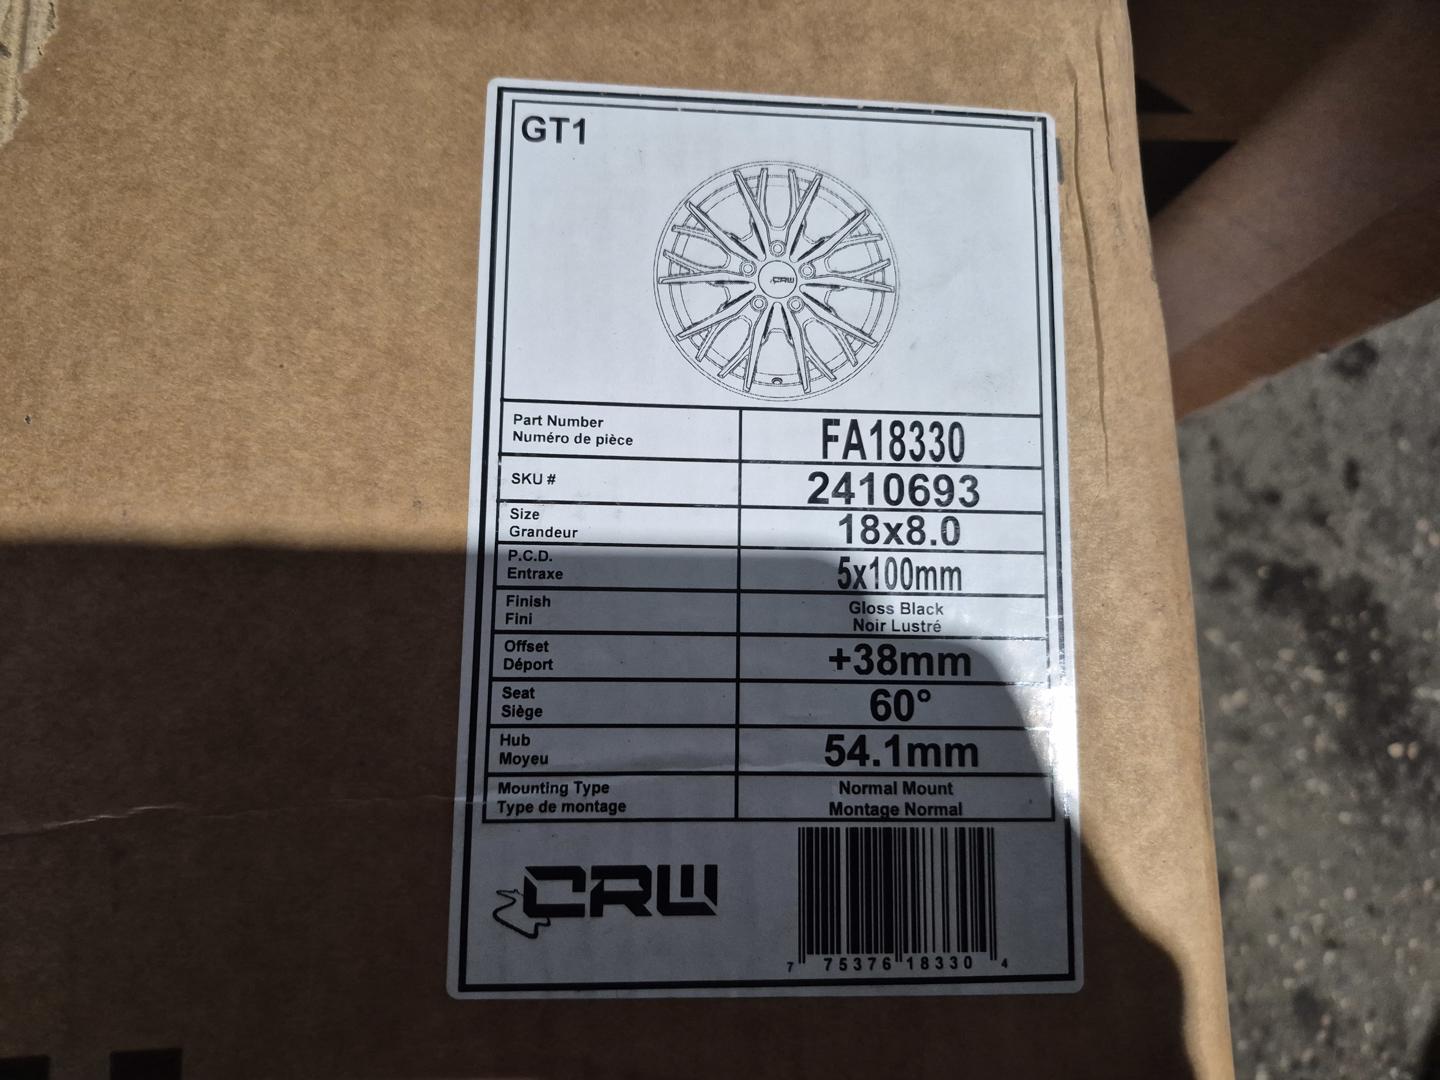 GT1
CRW
Part Number
Numéro de pièce
FA18330
SKU #
2410693
Size
Grandeur
18x8.0
P.C.D.
Entraxe
5x100mm
Finish
Fini
Gloss Black
Noir Lustré
Offset
Déport
+38mm
Seat
Siège
60°
Hub
Moyeu
54.1mm
Mounting Type
Type de montage
Normal Mount
Montage Normal
CRW
7 75376 18330 4